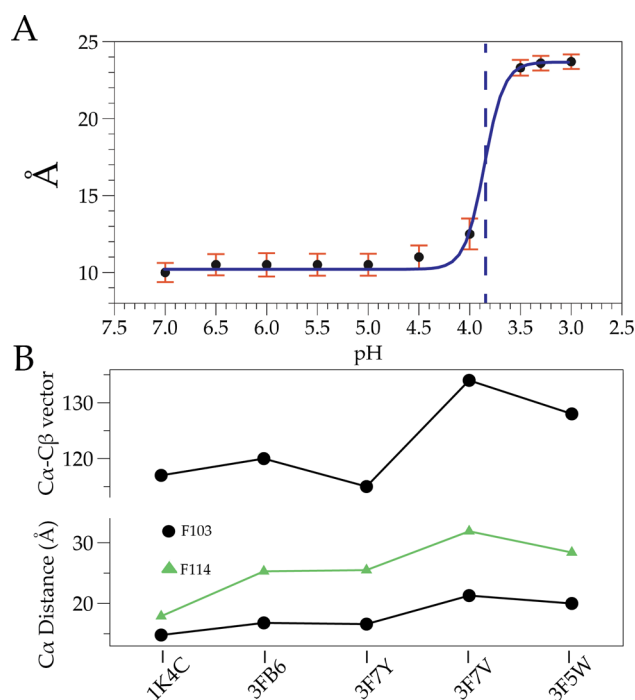 A
25
20
15
10
Å
7.5 7.0 6.5 6.0 5.5 5.0 4.5 4.0 3.5 3.0 2.5
pH
B
Cα-Cβ vector
130
120
Cα Distance (Å)
30
20
F103
F114
1K4C 3FB6 3F7Y 3F7V 3F5W